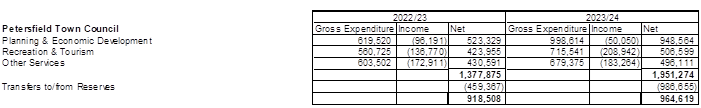 2022/23 2023/24
Petersfield Town Council Gross Expenditure Income Net Gross Expenditure Income Net
Planning & Economic Development 619,520 (96,191) 523,329 998,614 (50,050) 948,564
Recreation & Tourism 560,725 (136,770) 423,955 715,541 (208,942) 506,599
Other Services 603,502 (172,911) 430,591 679,375 (183,264) 496,111
1,377,875 1,951,274
Transfers to/from Reserves (459,367) (986,655)
918,508 964,619